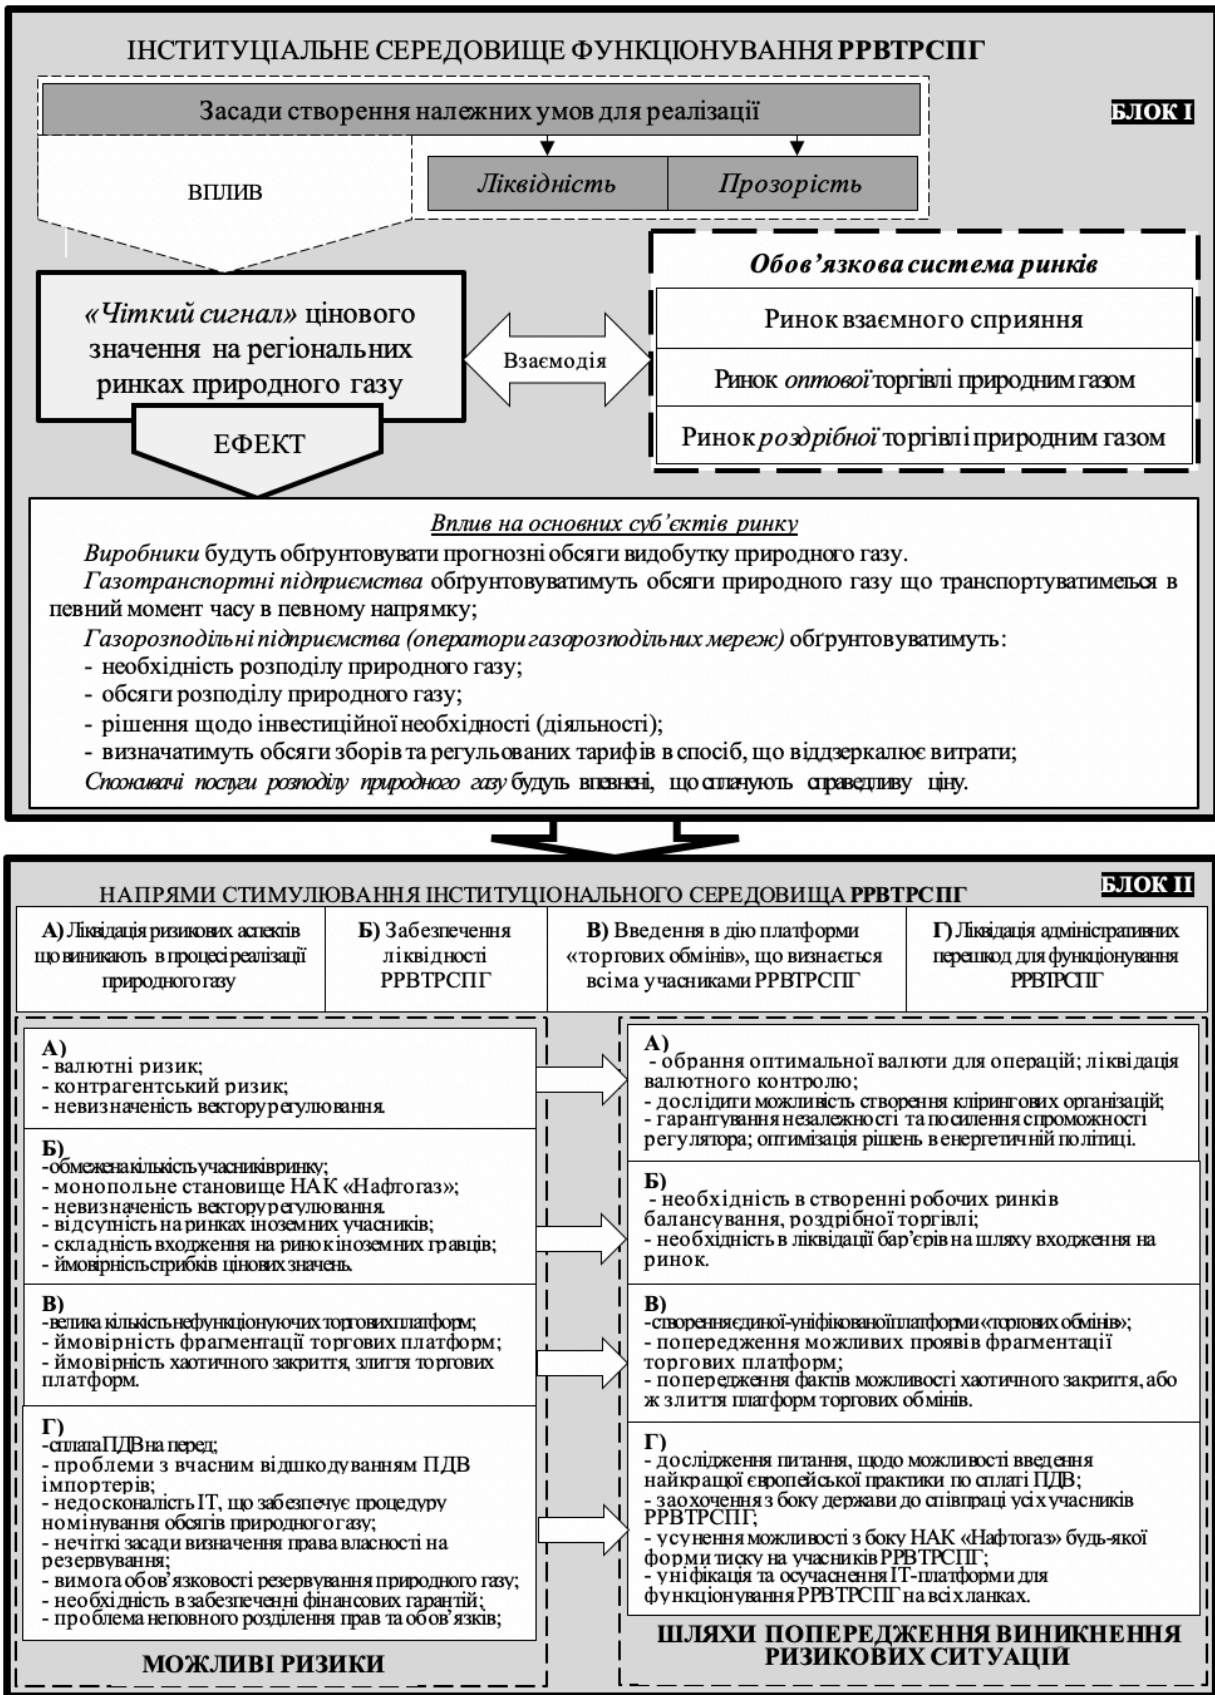 ІНСТИТУЦІАЛЬНЕ СЕРЕДОВИЩЕ ФУНКЦІОНУВАННЯ РРВТРСПГ
Засади створення належних умов для реалізації
БЛОК І
Ліквідність
Прозорість
ВПЛИВ
«Чіткий сигнал» цінового
значення на регіональних
ринках природного газу
Взаємодія
Обов’язкова система ринків
Ринок взаємного сприяння
Ринок оптової торгівлі природним газом
Ринок роздрібної торгівлі природним газом
ЕФЕКТ
Вплив на основних суб’єктів ринку
Виробники будуть обґрунтовувати прогнозні обсяги видобутку природного газу.
Газотранспортні підприємства обґрунтовуватимуть обсяги природного газу що транспортуватиметься в
певний момент часу в певному напрямку;
Газорозподільні підприємства (оператори газорозподільних мереж) обґрунтовуватимуть:
- необхідність розподілу природного газу;
- обсяги розподілу природного газу;
- рішення щодо інвестиційної необхідності (діяльності);
- визначатимуть обсяги зборів та регульованих тарифів в спосіб, що віддзеркалює витрати;
Споживачі послуги розподілу природного газу будуть впевнені, що сплачують справедливу ціну.
БЛОК ІІ
НАПРЯМИ СТИМУЛЮВАННЯ ІНСТИТУЦІОНАЛЬНОГО СЕРЕДОВИЩА РРВТРСПГ
А) Ліквідація ризикових аспектів
що виникають в процесі реалізації
природного газу
Б) Забезпечення
ліквідності
РРВТРСПГ
В) Введення в дію платформи
«торгових обмінів», що визнається
всіма учасниками РРВТРСПГ
Г) Ліквідація адміністративних
перешкод для функціонування
РРВТРСПГ
А)
- валютні ризик;
- контрагентський ризик;
- невизначеність вектору регулювання.
Б)
- обмежена кількість учасників ринку;
- монопольне становище НАК «Нафтогаз»;
- невизначеність вектору регулювання.
- відсутність на ринках іноземних учасників;
- складність входження на ринок іноземних гравців;
- ймовірність стрибків цінових значень.
В)
- велика кількість нефункціонуючих торгових платформ;
- ймовірність фрагментації торгових платформ;
- ймовірність хаотичного закриття, злиття торгових
платформ.
Г)
- сплата ПДВ на перед;
- проблеми з вчасним відшкодуванням ПДВ
імпортерів;
- недосконалість ІТ, що забезпечує процедуру
номінування обсягів природного газу;
- нечіткі засади визначення права власності на
резервування;
- вимога обов’язковості резервування природного газу;
- необхідність в забезпеченні фінансових гарантій;
- проблема неповного розділення прав та обов’язків;
МОЖЛИВІ РИЗИКИ
А)
- обрання оптимальної валюти для операцій; ліквідація
валютного контролю;
- дослідити можливість створення клірингових організацій;
- гарантування незалежності та посилення спроможності
регулятора; оптимізація рішень в енергетичній політиці.
Б)
- необхідність в створенні робочих ринків
балансування, роздрібної торгівлі;
- необхідність в ліквідації бар’єрів на шляху входження на
ринок.
В)
- створення єдиної-уніфікованої платформи «торгових обмінів»;
- попередження можливих проявів фрагментації
торгових платформ;
- попередження фактів можливості хаотичного закриття, або
ж злиття платформ торгових обмінів.
Г)
- дослідження питання, щодо можливості введення
найкращої європейської практики по сплаті ПДВ;
- заохочення з боку держави до співпраці усіх учасників
РРВТРСПГ;
- усунення можливості з боку НАК «Нафтогаз» будь-якої
форми тиску на учасників РРВТРСПГ;
- уніфікація та осучаснення ІТ-платформи для
функціонування РРВТРСПГ на всіх ланках.
ШЛЯХИ ПОПЕРЕДЖЕННЯ ВИНИКНЕННЯ
РИЗИКОВИХ СИТУАЦІЙ